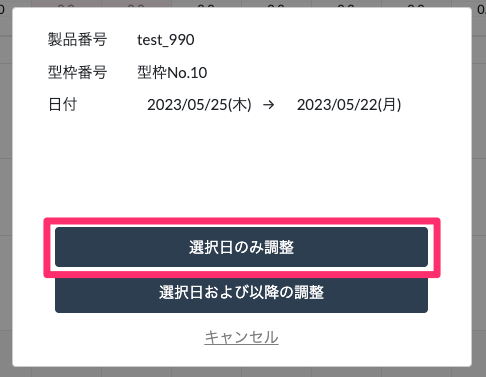 製品番号 test_990
型枠番号 型枠No.10
日付 2023/05/25(木) → 2023/05/22(月)
選択日のみ調整
選択日および以降の調整
キャンセル